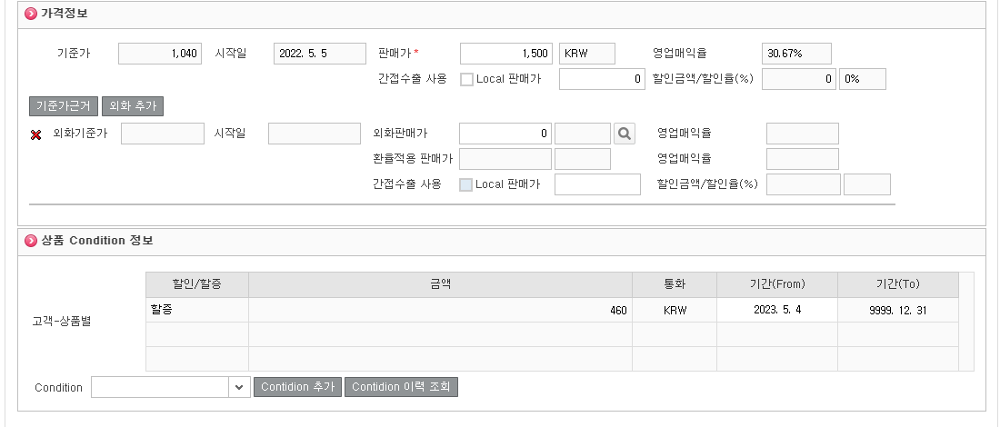 가격정보
기준가 1,040 시작일 2022. 5. 5 판매가* 1,500 KRW 영업매익율 30.67%
간접수출 사용 Local 판매가 0 할인금액/할인율(%) 0 0%
기준가근거 외화 추가
외화기준가 시작일 외화판매가 0 영업매익율
환율적용 판매가 영업매익율
간접수출 사용 Local 판매가 할인금액/할인율(%)
상품 Condition 정보
할인/할증 금액 통화 기간(From) 기간(To)
할증 460 KRW 2023. 5. 4 9999. 12. 31
고객-상품별
Condition Contidion 추가 Contidion 이력 조회